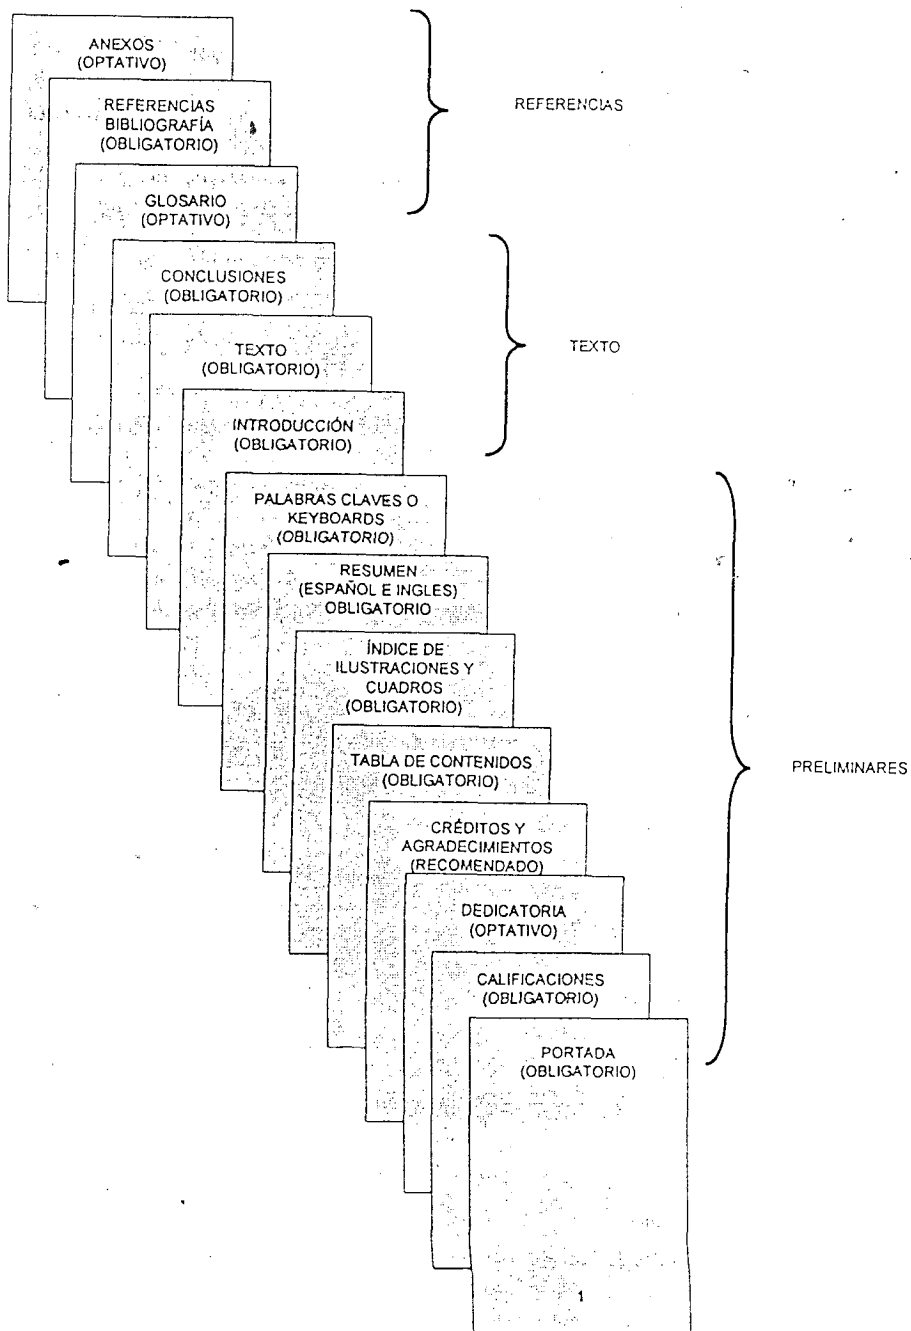 ANEXOS
(OPTATIVO)
REFERENCIAS
BIBLIOGRAFÍA
(OBLIGATORIO)
GLOSARIO
(OPTATIVO)
REFERENCIAS
CONCLUSIONES
(OBLIGATORIO)
TEXTO
(OBLIGATORIO)
INTRODUCCIÓN
(OBLIGATORIO)
TEXTO
PALABRAS CLAVES O
KEYBOARDS
(OBLIGATORIO)
RESUMEN
(ESPAÑOL E INGLES)
OBLIGATORIO
ÍNDICE DE
ILUSTRACIONES Y
CUADROS
(OBLIGATORIO)
TABLA DE CONTENIDOS
(OBLIGATORIO)
CRÉDITOS Y
AGRADECIMIENTOS
(RECOMENDADO)
DEDICATORIA
(OPTATIVO)
CALIFICACIONES
(OBLIGATORIO)
PORTADA
(OBLIGATORIO)
PRELIMINARES
1